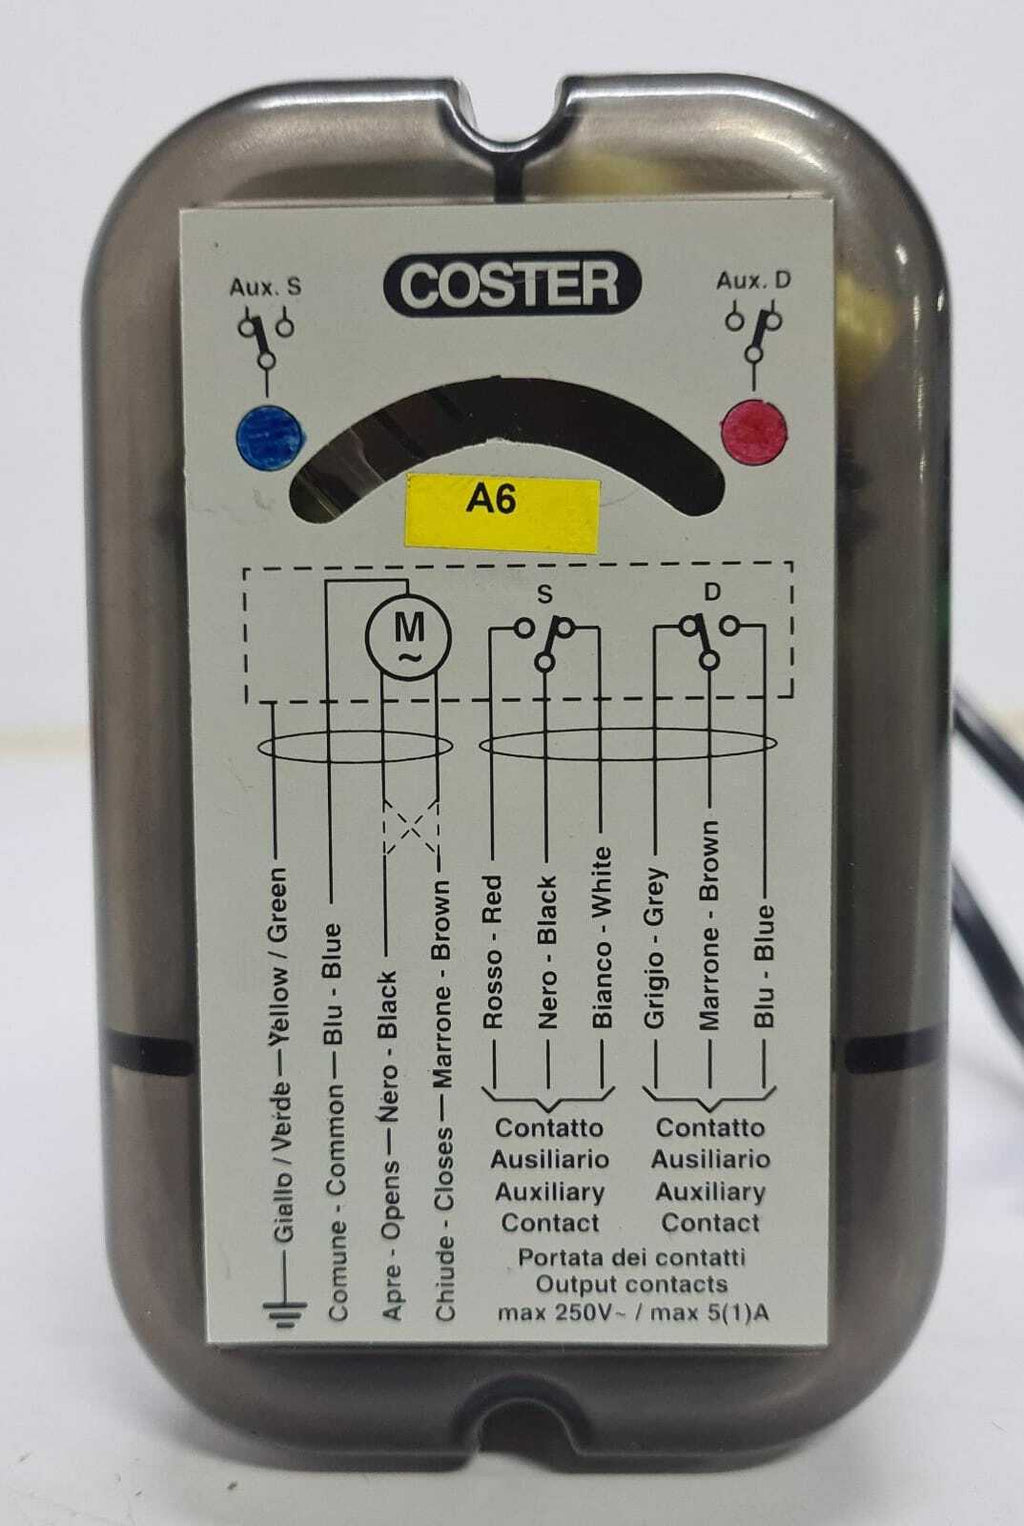 COSTER
Aux. S
Aux. D
A6
M
~
S
D
Giallo / Verde — Yellow / Green
Comune - Common — Blu - Blue
Apre - Opens — Nero - Black
Chiude - Closes — Marrone - Brown
Rosso - Red
Nero - Black
Bianco - White
Grigio - Grey
Marrone - Brown
Blu - Blue
Contatto
Ausiliario
Auxiliary
Contact
Contatto
Ausiliario
Auxiliary
Contact
Portata dei contatti
Output contacts
max 250V~ / max 5(1)A